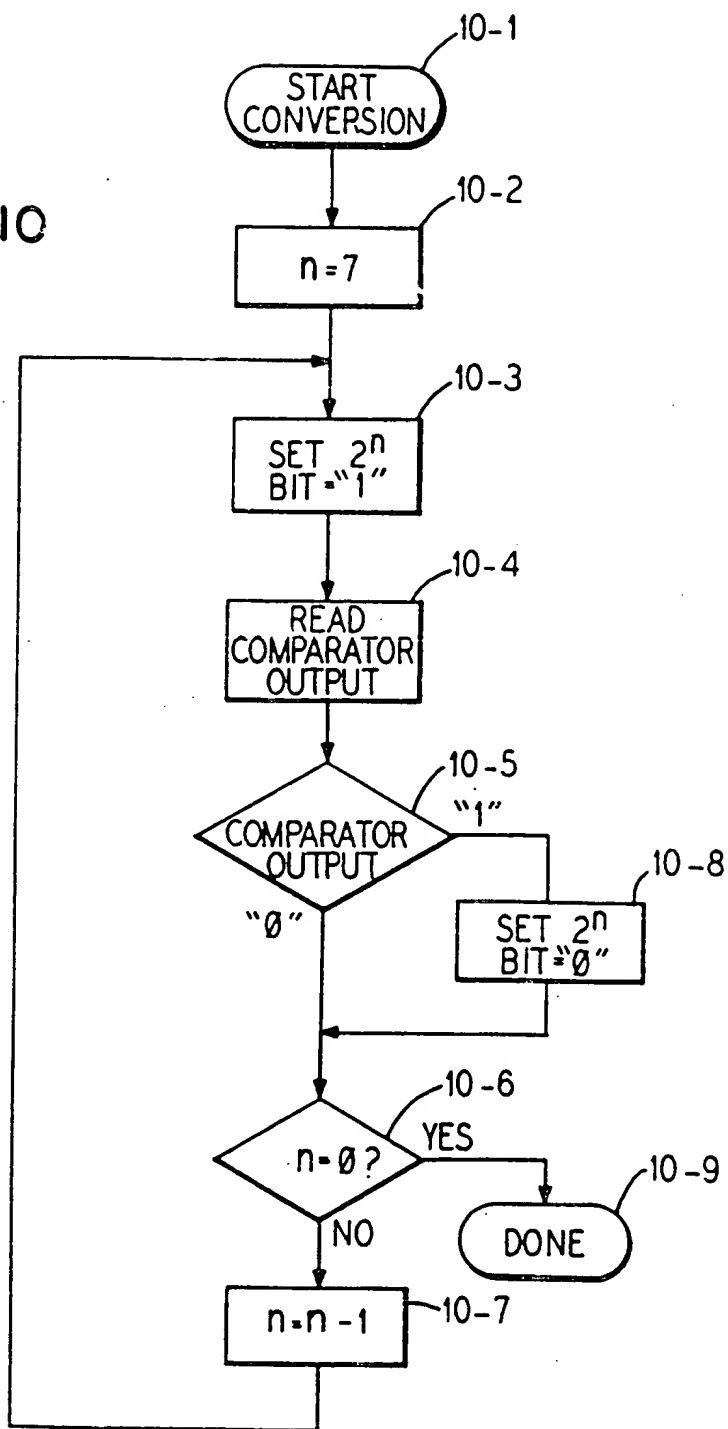 10-1
START
CONVERSION
10
10-2
n=7
10-3
SET 2ⁿ
BIT="1"
10-4
READ
COMPARATOR
OUTPUT
10-5
"1"
COMPARATOR
OUTPUT
10-8
"Ø"
SET 2ⁿ
BIT="Ø"
10-6
YES
n=Ø?
10-9
DONE
NO
10-7
n=n-1